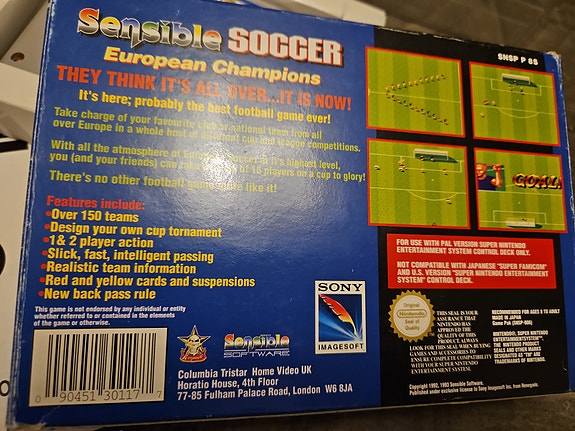 Sensible SOCCER
European Champions
SNSP P 8S
THEY THINK IT'S ALL OVER...IT IS NOW!
It's here; probably the best football game ever!
Take charge of your favourite club or national team from all
over Europe in a whole host of different cup and league competitions.
With all the atmosphere of European Soccer at it's highest level,
you (and your friends) can take a squad of 16 players on a cup to glory!
There's no other football game quite like it!
Features include:
•Over 150 teams
•Design your own cup tornament
•1 & 2 player action
•Slick, fast, intelligent passing
•Realistic team information
•Red and yellow cards and suspensions
•New back pass rule
This game is not endorsed by any individual or entity
whether referred to or contained in the elements
of the game or otherwise.
GOAL
FOR USE WITH PAL VERSION SUPER NINTENDO
ENTERTAINMENT SYSTEM CONTROL DECK ONLY.
NOT COMPATIBLE WITH JAPANESE "SUPER FAMICOM"
AND U.S. VERSION "SUPER NINTENDO ENTERTAINMENT
SYSTEM" CONTROL DECK.
SONY
IMAGESOFT
Sensible
SOFTWARE
Columbia Tristar Home Video UK
Horatio House, 4th Floor
77-85 Fulham Palace Road, London W6 8JA
0 90451 30117 7
Original
Nintendo
Seal of
Quality
THIS SEAL IS YOUR
ASSURANCE THAT
NINTENDO HAS
APPROVED THE
QUALITY OF THIS
PRODUCT. ALWAYS
LOOK FOR THIS SEAL WHEN BUYING
GAMES AND ACCESSORIES TO
ENSURE COMPLETE COMPATIBILITY
WITH YOUR SUPER NINTENDO
ENTERTAINMENT SYSTEM.
RECOMMENDED FOR AGES 8 TO ADULT
MADE IN JAPAN
Game Pak (SNSP-006)
NINTENDO®, SUPER NINTENDO
ENTERTAINMENT SYSTEM™,
THE NINTENDO PRODUCT
SEALS AND OTHER MARKS
DESIGNATED AS "TM" ARE
TRADEMARKS OF NINTENDO.
Copyright 1992, 1993 Sensible Software.
Published under exclusive license to Sony Imagesoft Inc. from Renegade.